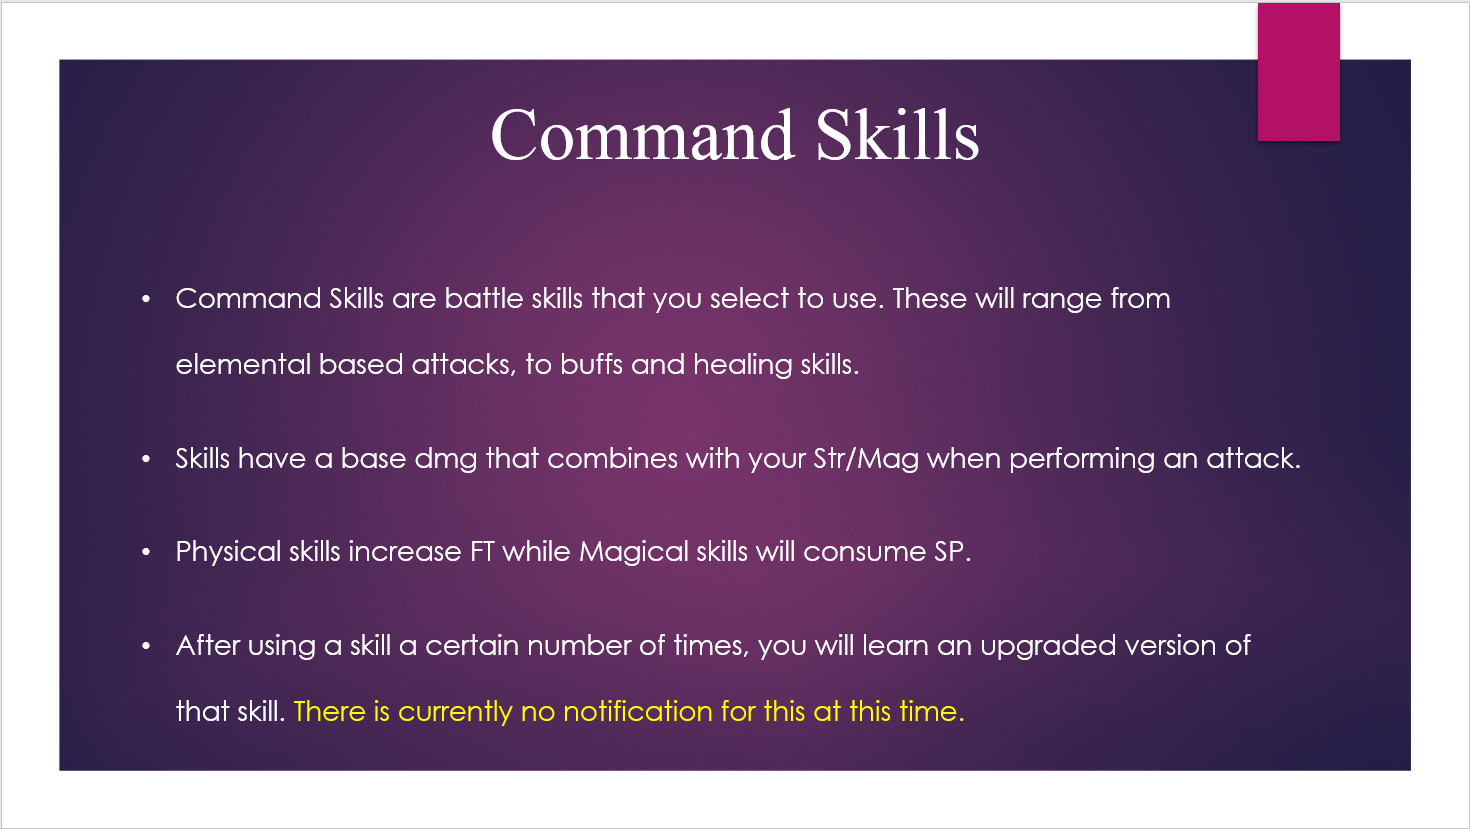 Command Skills
• Command Skills are battle skills that you select to use. These will range from
elemental based attacks, to buffs and healing skills.
• Skills have a base dmg that combines with your Str/Mag when performing an attack.
• Physical skills increase FT while Magical skills will consume SP.
• After using a skill a certain number of times, you will learn an upgraded version of
that skill. There is currently no notification for this at this time.